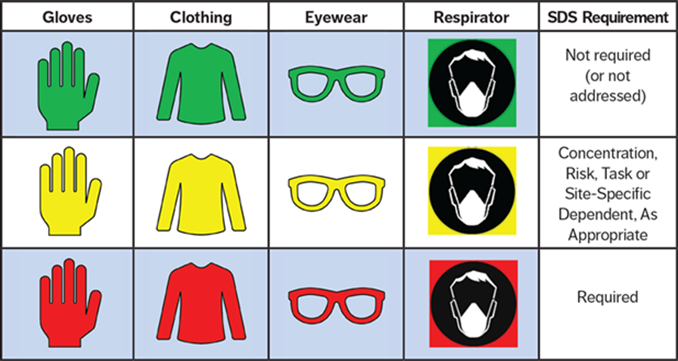 Gloves Clothing Eyewear Respirator SDS Requirement
Not required
(or not
addressed)
Concentration,
Risk, Task or
Site-Specific
Dependent, As
Appropriate
Required